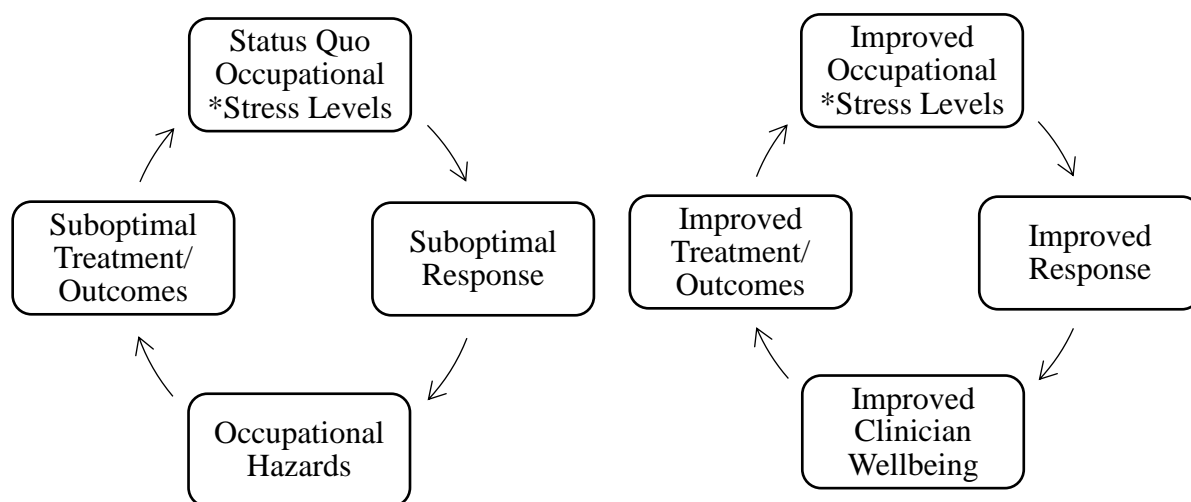 Status Quo
Occupational
*Stress Levels
Suboptimal
Response
Occupational
Hazards
Suboptimal
Treatment/
Outcomes
Improved
Occupational
*Stress Levels
Improved
Response
Improved
Clinician
Wellbeing
Improved
Treatment/
Outcomes